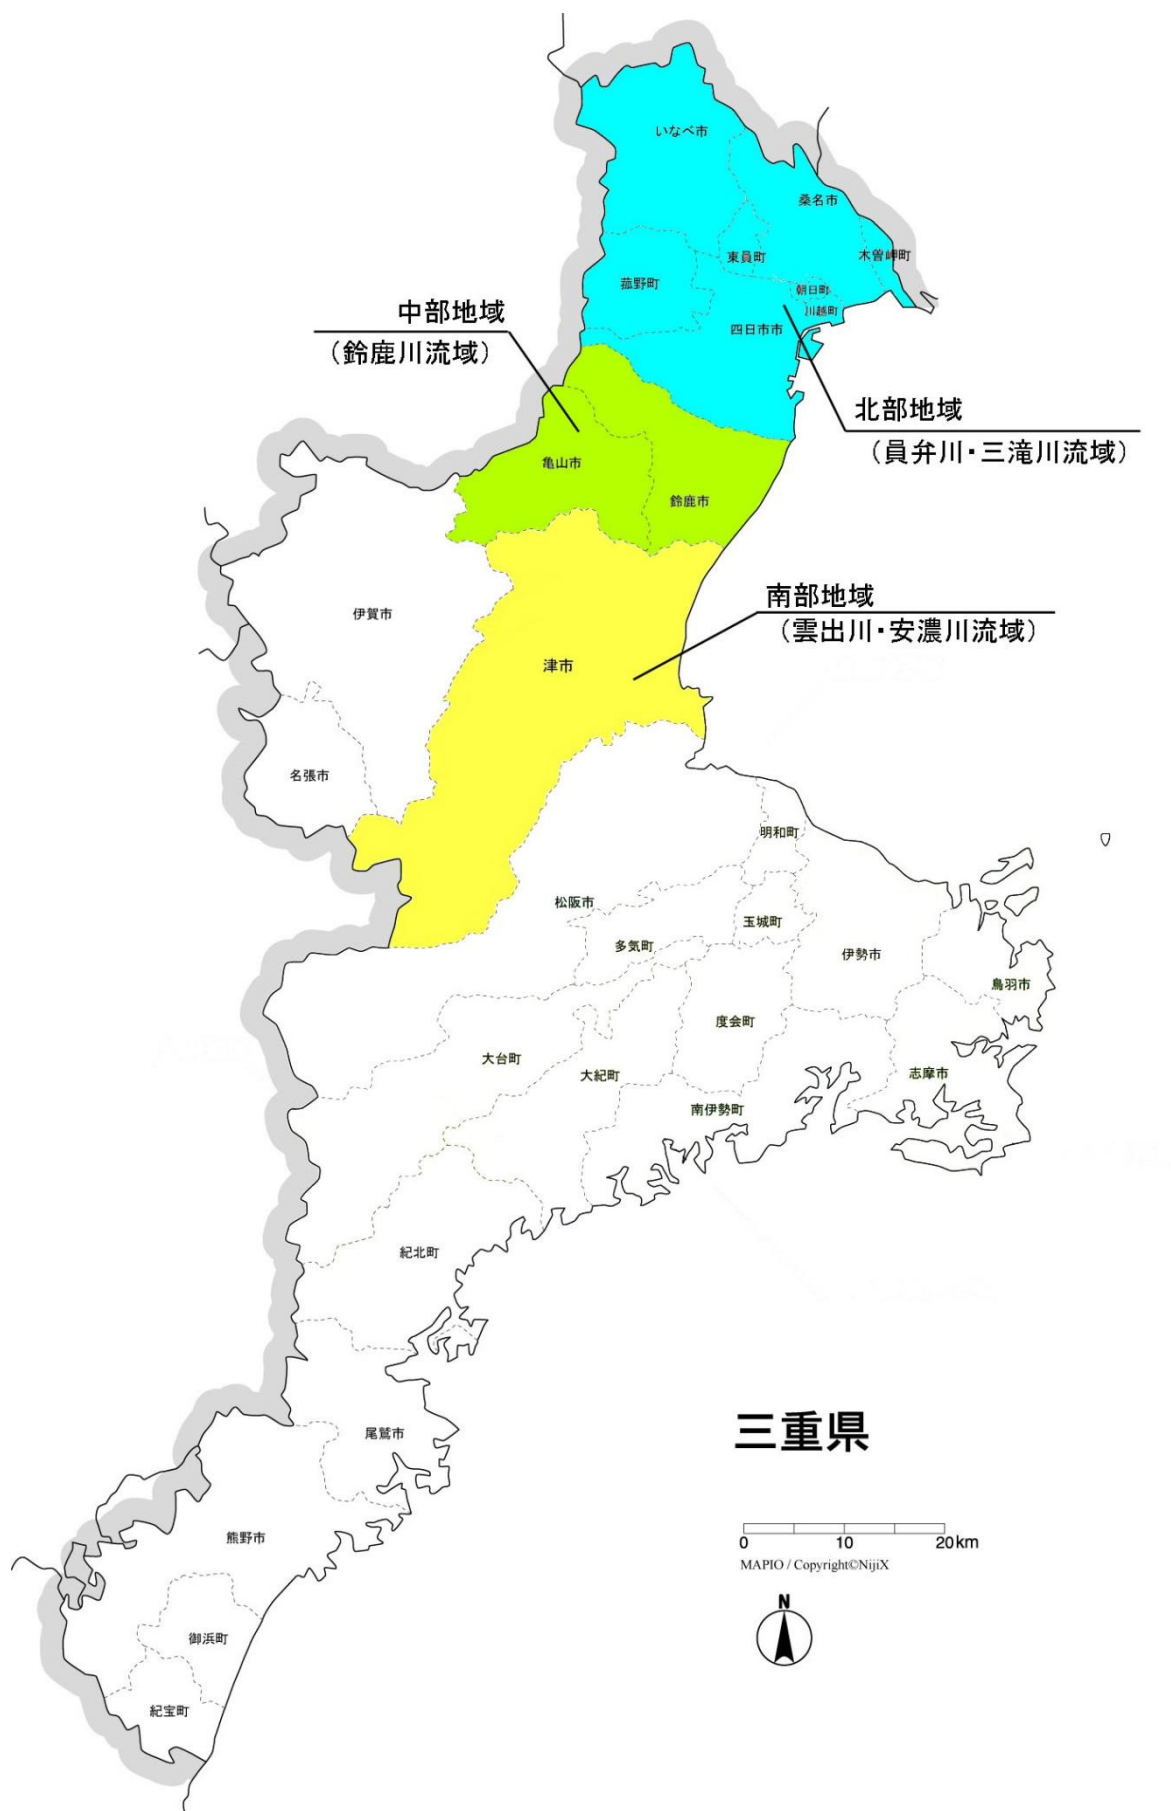 いなべ市
桑名市
東員町
木曽岬町
菰野町
朝日町
川越町
四日市市
中部地域
（鈴鹿川流域）
北部地域
（員弁川・三滝川流域）
亀山市
鈴鹿市
南部地域
（雲出川・安濃川流域）
伊賀市
津市
名張市
明和町
松阪市
玉城町
多気町
伊勢市
鳥羽市
度会町
大台町
大紀町
志摩市
南伊勢町
紀北町
三重県
尾鷲市
熊野市
0 10 20km
MAPIO / Copyright©NijiX
N
御浜町
紀宝町